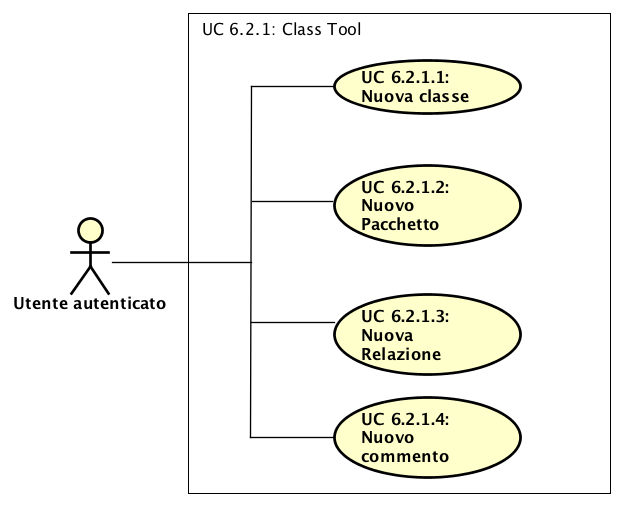 UC 6.2.1: Class Tool
UC 6.2.1.1:
Nuova classe
UC 6.2.1.2:
Nuovo
Pacchetto
Utente autenticato
UC 6.2.1.3:
Nuova
Relazione
UC 6.2.1.4:
Nuovo
commento